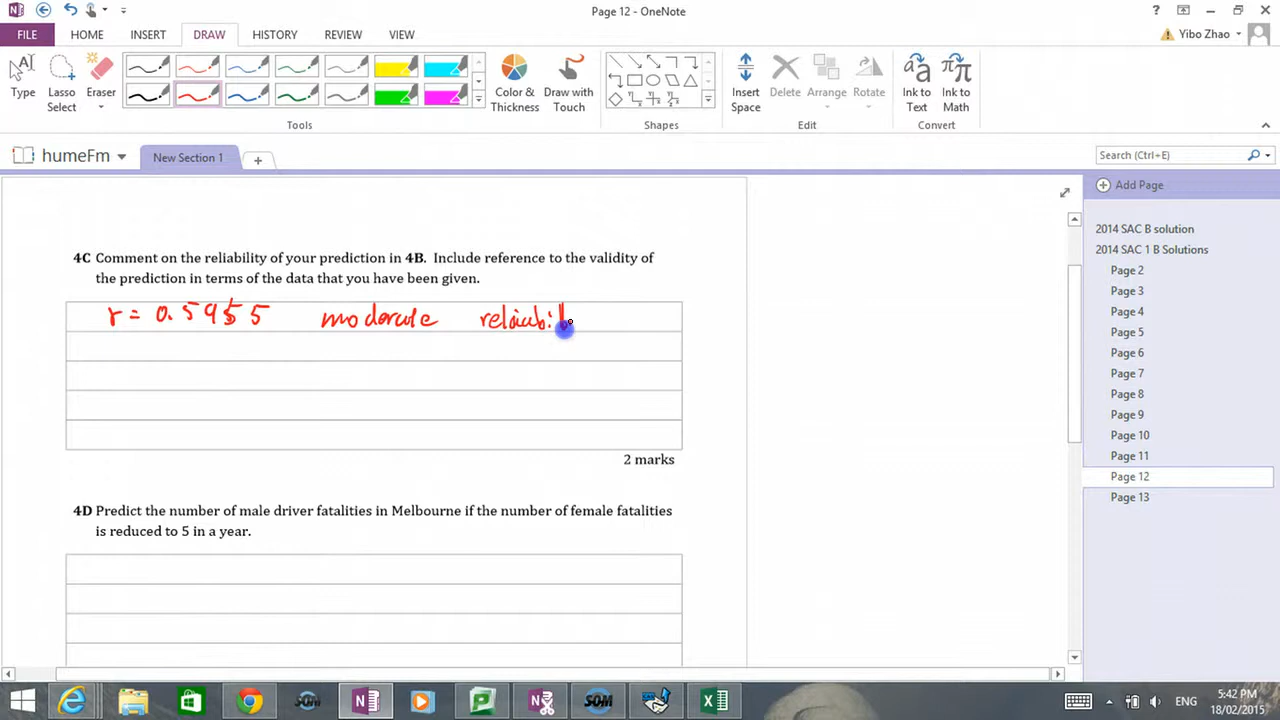 Page 12 - OneNote
FILE HOME INSERT DRAW HISTORY REVIEW VIEW
Yibo Zhao
Type Lasso Select Eraser
Color & Thickness Draw with Touch
Insert Space Delete Arrange Rotate Ink to Text Ink to Math
Tools Shapes Edit Convert
humeFm New Section 1
Search (Ctrl+E)
Add Page
2014 SAC B solution
2014 SAC 1 B Solutions
Page 2
Page 3
Page 4
Page 5
Page 6
Page 7
Page 8
Page 9
Page 10
Page 11
Page 12
Page 13
4C Comment on the reliability of your prediction in 4B. Include reference to the validity of
the prediction in terms of the data that you have been given.
r = 0.5955 moderate
2 marks
4D Predict the number of male driver fatalities in Melbourne if the number of female fatalities
is reduced to 5 in a year.
SOM SOM
ENG
5:42 PM
18/02/2015